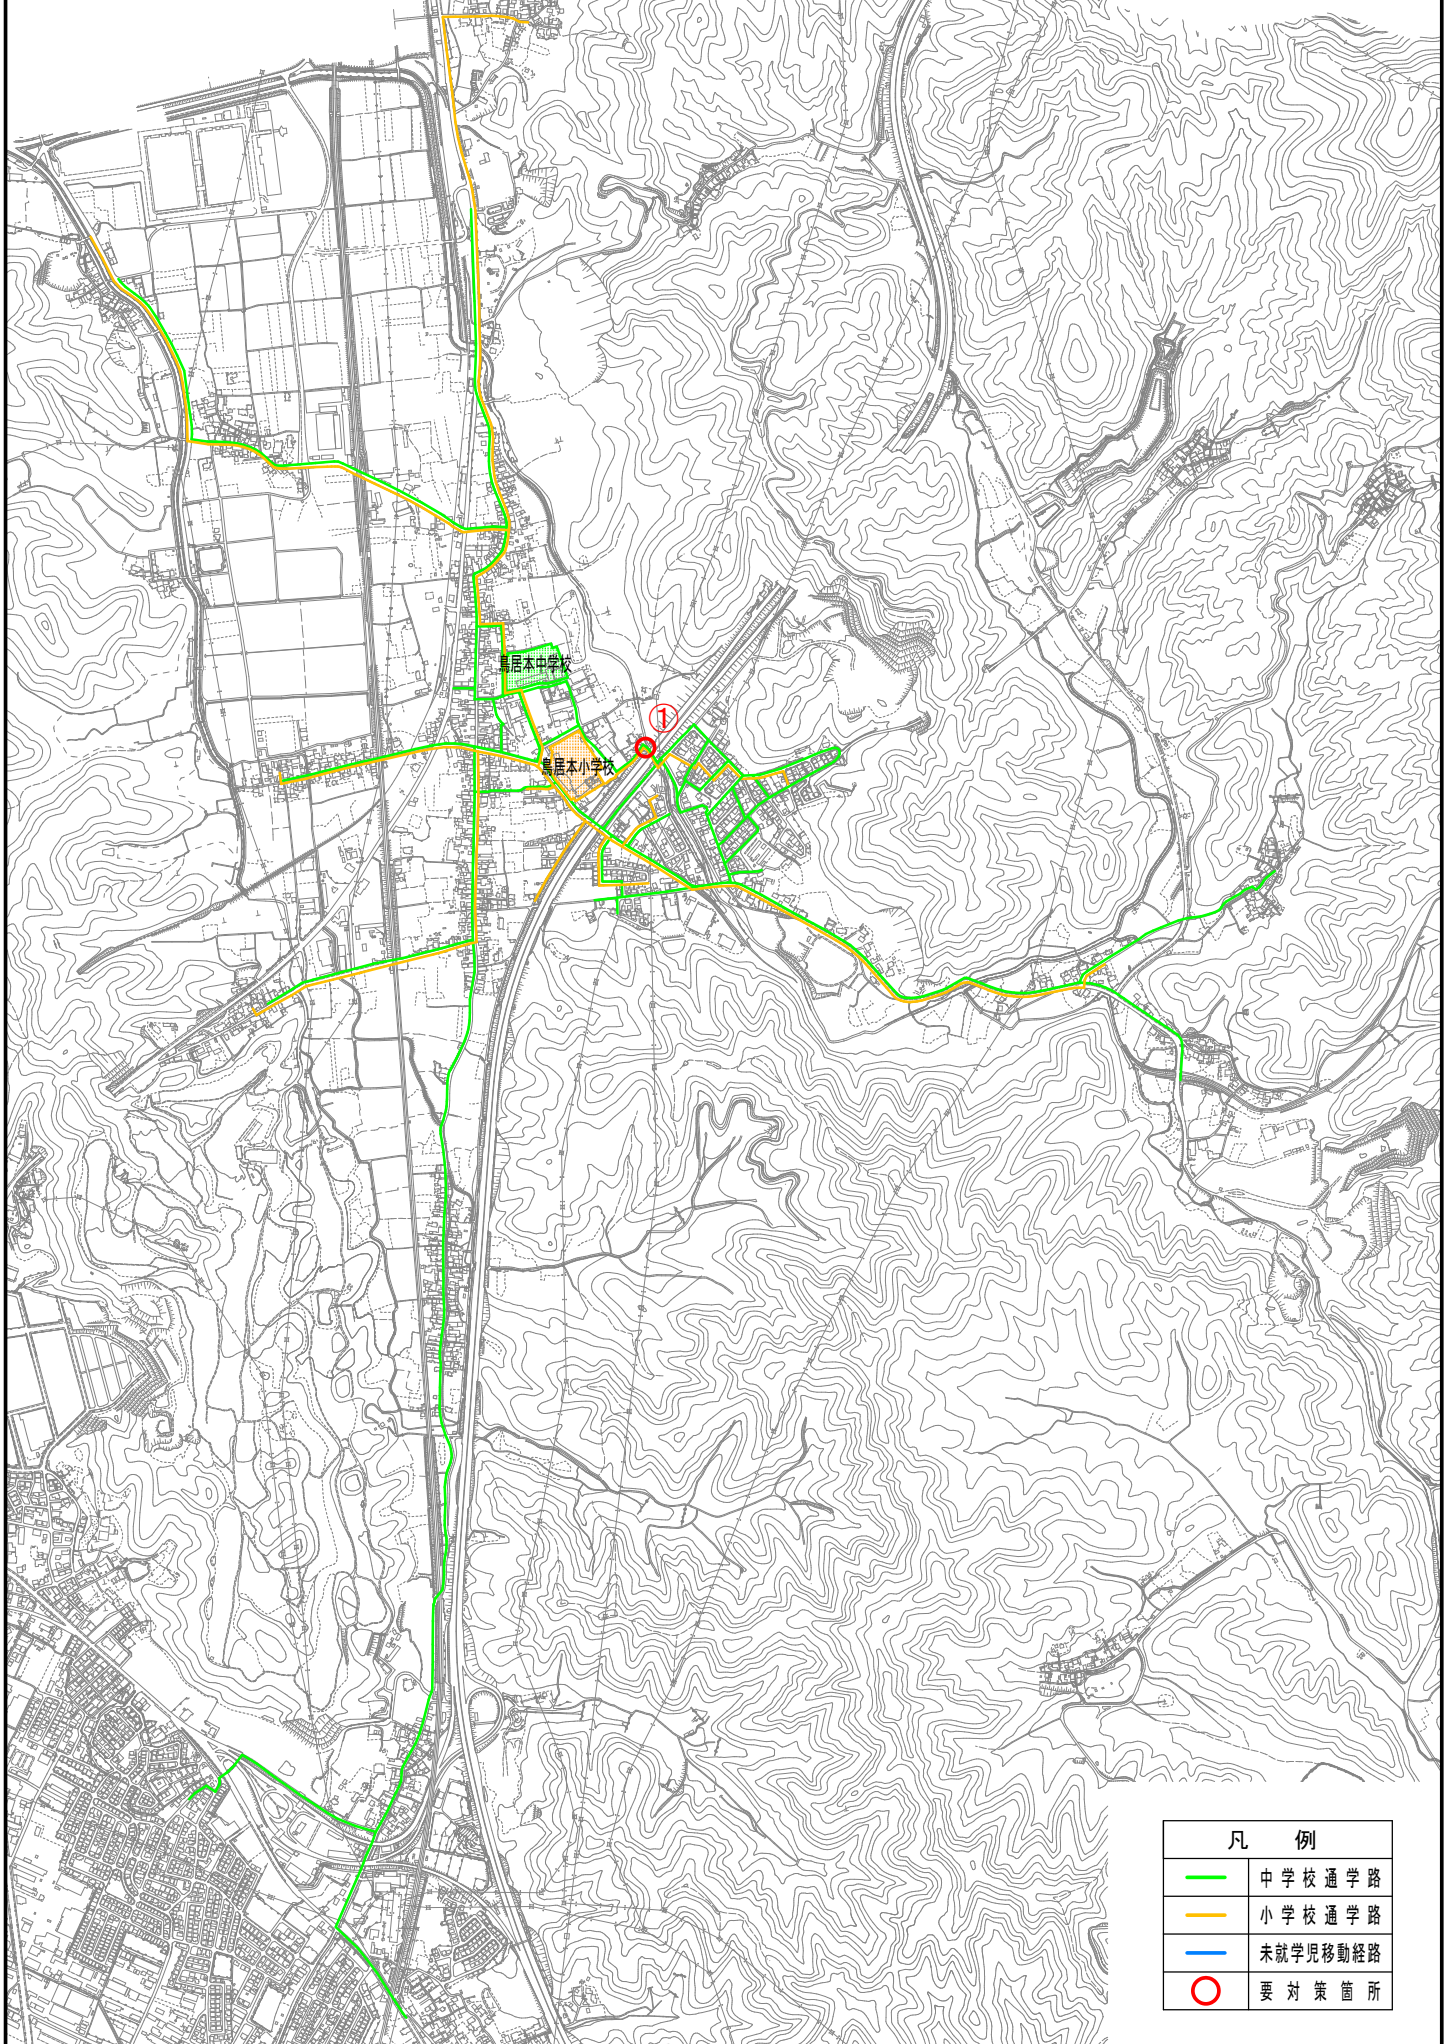 鳥居本中学校
①
鳥居本小学校
凡 例
中学校通学路
小学校通学路
未就学児移動経路
要対策箇所